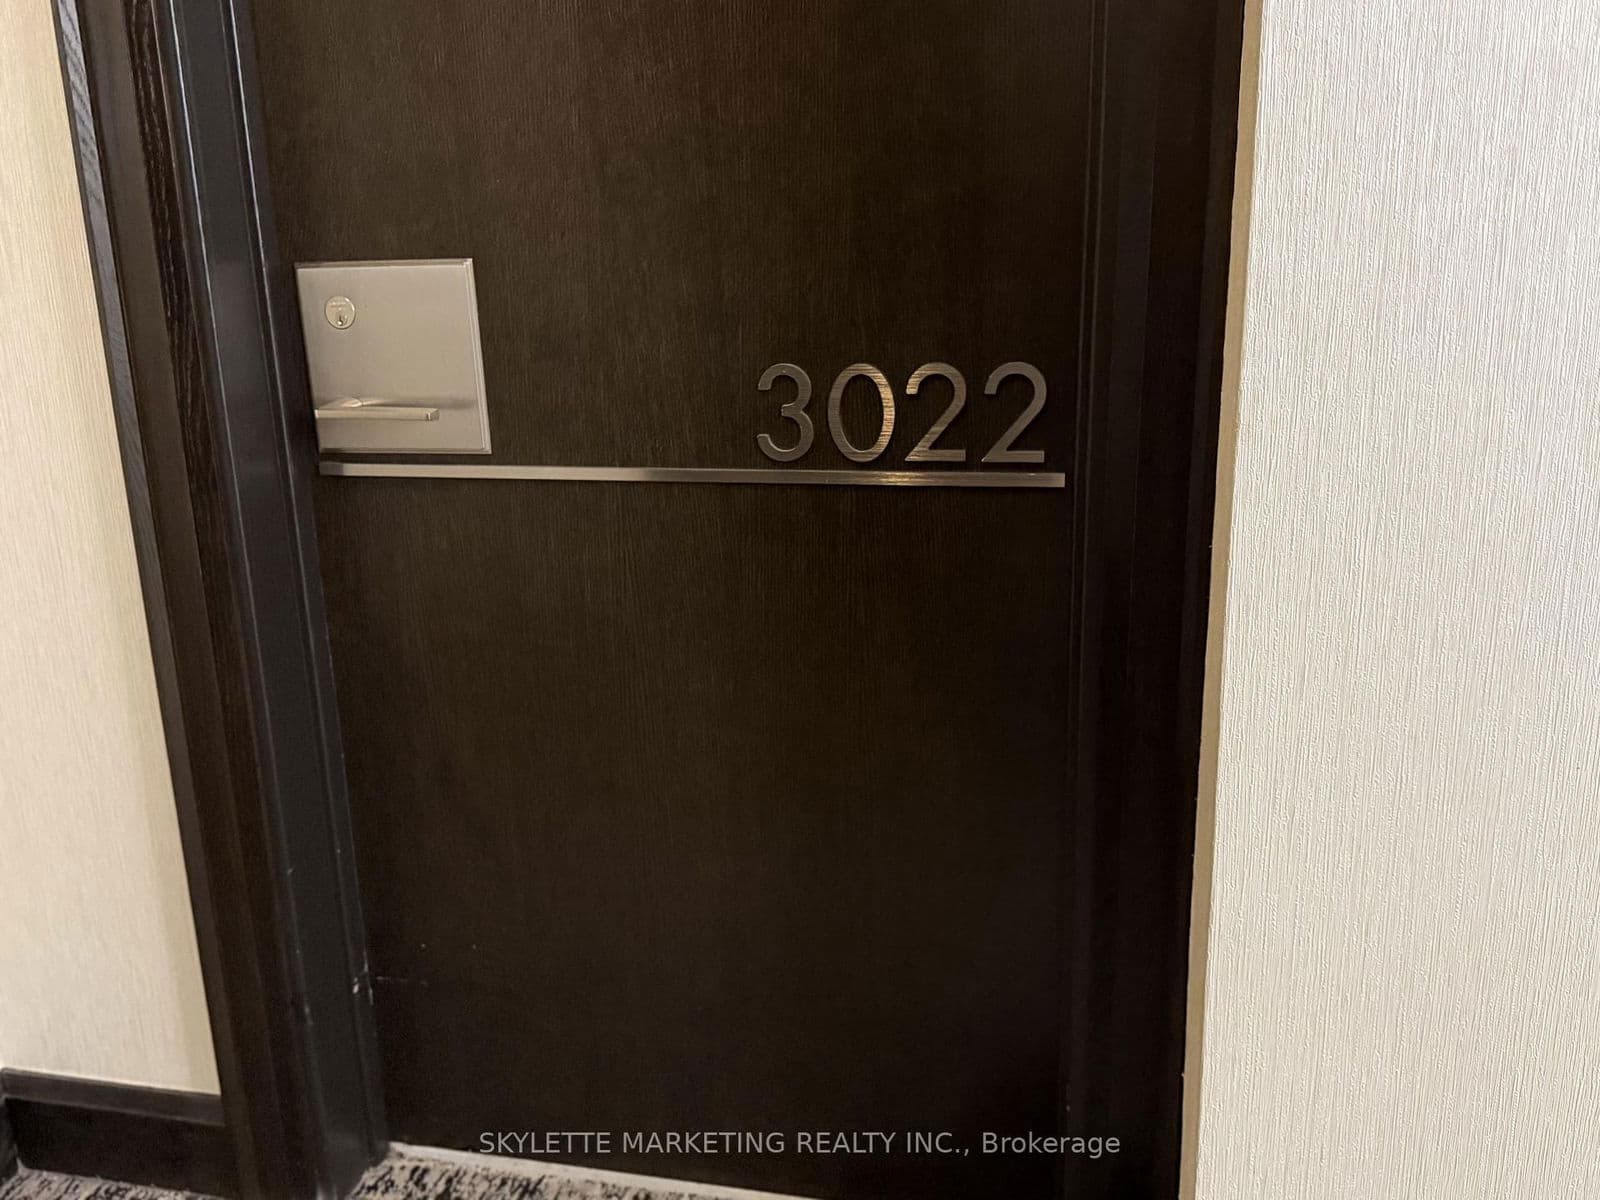 3022
SKYLETTE MARKETING REALTY INC., Brokerage